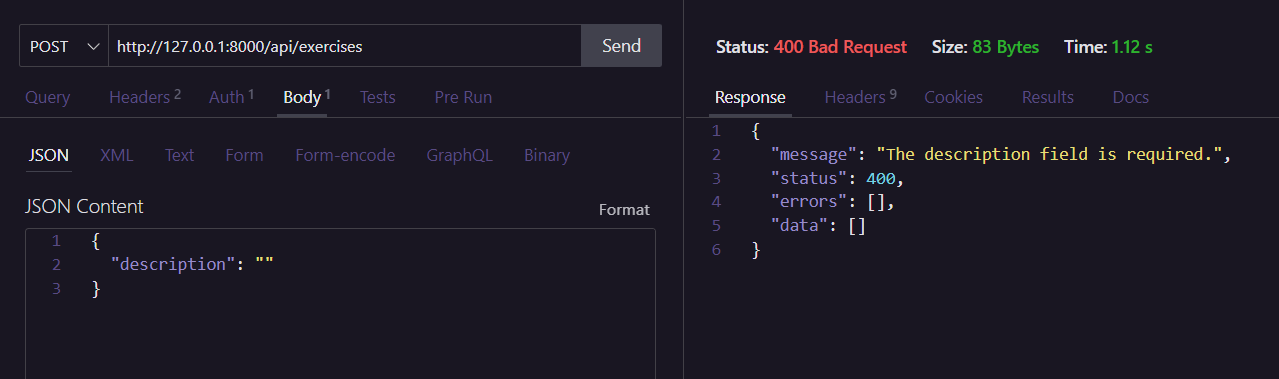 POST http://127.0.0.1:8000/api/exercises Send
Query Headers 2 Auth 1 Body 1 Tests Pre Run
JSON XML Text Form Form-encode GraphQL Binary
JSON Content Format
1 {
2 "description": ""
3 }
Status: 400 Bad Request Size: 83 Bytes Time: 1.12 s
Response Headers 9 Cookies Results Docs
1 {
2 "message": "The description field is required.",
3 "status": 400,
4 "errors": [],
5 "data": []
6 }